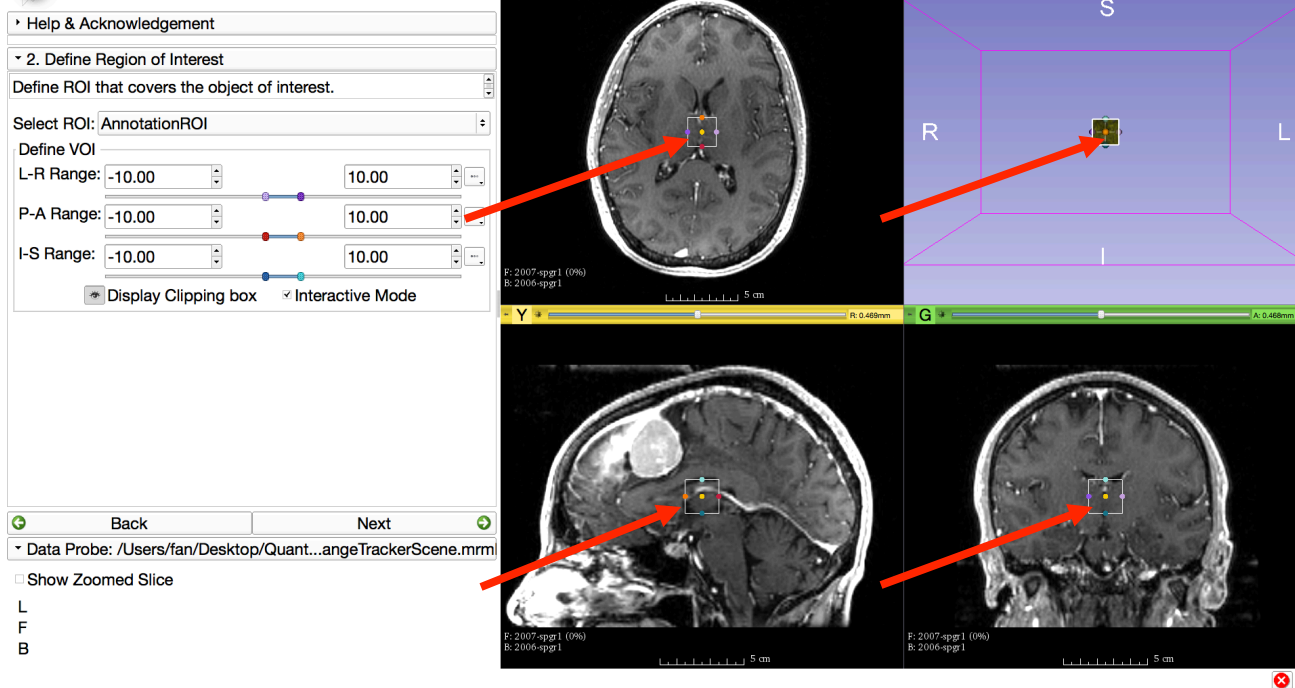 Help & Acknowledgement
2. Define Region of Interest
Define ROI that covers the object of interest.
Select ROI: AnnotationROI
Define VOI
L-R Range: -10.00 10.00
P-A Range: -10.00 10.00
I-S Range: -10.00 10.00
Display Clipping box Interactive Mode
Back Next
Data Probe: /Users/fan/Desktop/Quant...angeTrackerScene.mrml
Show Zoomed Slice
L
F
B
F: 2007-spgr1 (0%)
B: 2006-spgr1
5 cm
S
R L
I
Y R: 0.469mm
G A: 0.468mm
F: 2007-spgr1 (0%)
B: 2006-spgr1
5 cm
F: 2007-spgr1 (0%)
B: 2006-spgr1
5 cm